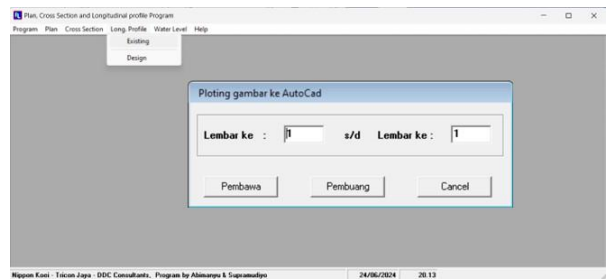 Plan, Cross Section and Longitudinal profile Program
Program Plan Cross Section Long. Profile Water Level Help
Existing
Design
Ploting gambar ke AutoCad
Lembar ke : 1 s/d Lembar ke : 1
Pembawa Pembuang Cancel
Nippon Koei - Tricon Jaya - DDC Consultants, Program by Abimanyu & Supramudiyo 24/06/2024 20.13